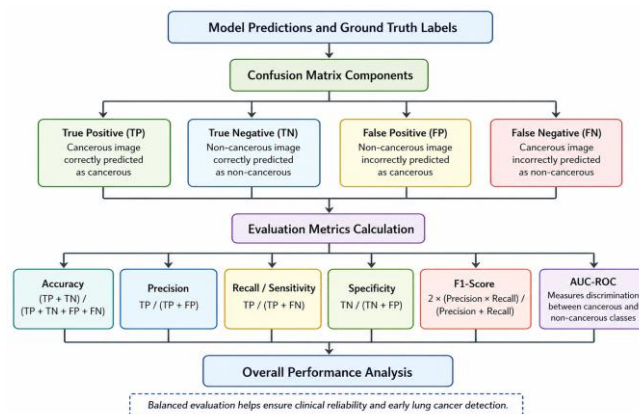 Model Predictions and Ground Truth Labels
Confusion Matrix Components
True Positive (TP)
Cancerous image
correctly predicted
as cancerous
True Negative (TN)
Non-cancerous image
correctly predicted
as non-cancerous
False Positive (FP)
Non-cancerous image
incorrectly predicted
as cancerous
False Negative (FN)
Cancerous image
incorrectly predicted
as non-cancerous
Evaluation Metrics Calculation
Accuracy
(TP + TN) /
(TP + TN + FP + FN)
Precision
TP / (TP + FP)
Recall / Sensitivity
TP / (TP + FN)
Specificity
TN / (TN + FP)
F1-Score
2 × (Precision × Recall) /
(Precision + Recall)
AUC-ROC
Measures discrimination
between cancerous and
non-cancerous classes
Overall Performance Analysis
Balanced evaluation helps ensure clinical reliability and early lung cancer detection.